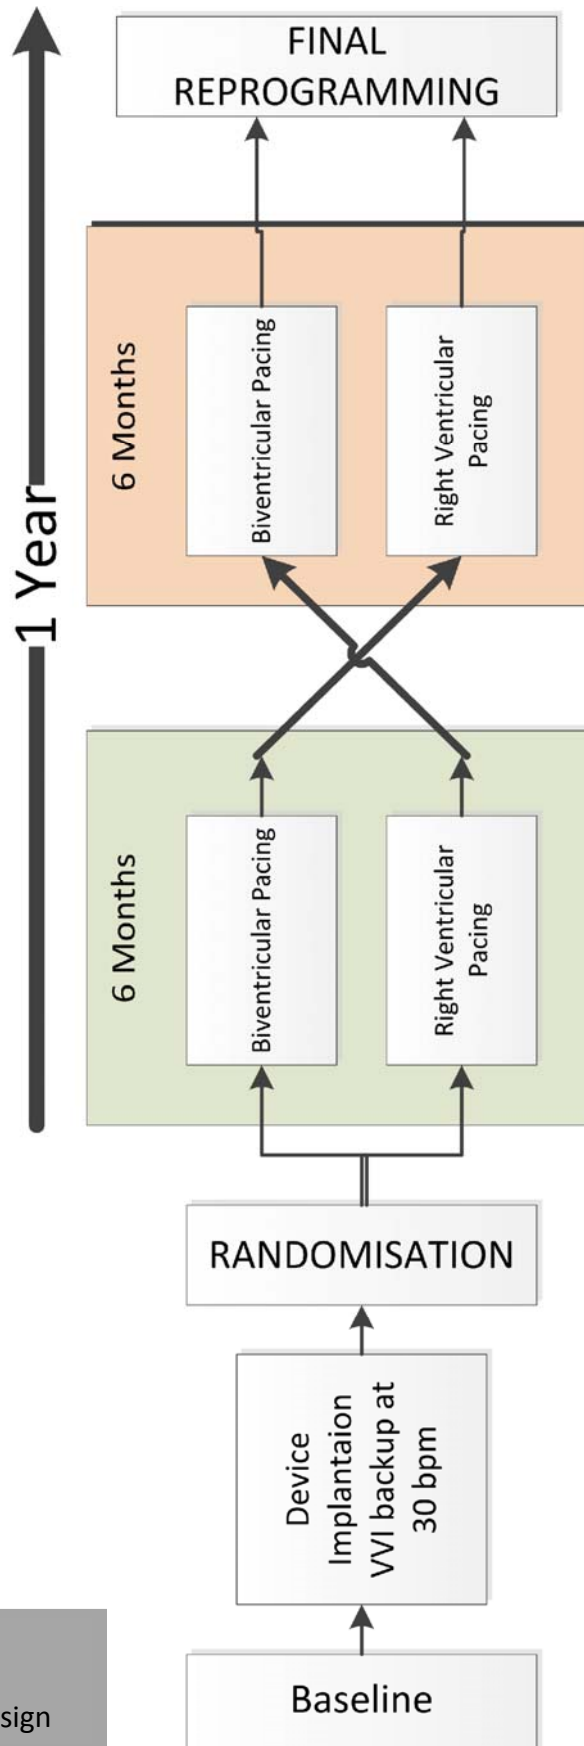 FINAL
REPROGRAMMING
1 Year
6 Months
Biventricular Pacing
Right Ventricular
Pacing
6 Months
Biventricular Pacing
Right Ventricular
Pacing
RANDOMISATION
Device
Implantaion
VVI backup at
30 bpm
Baseline
sign